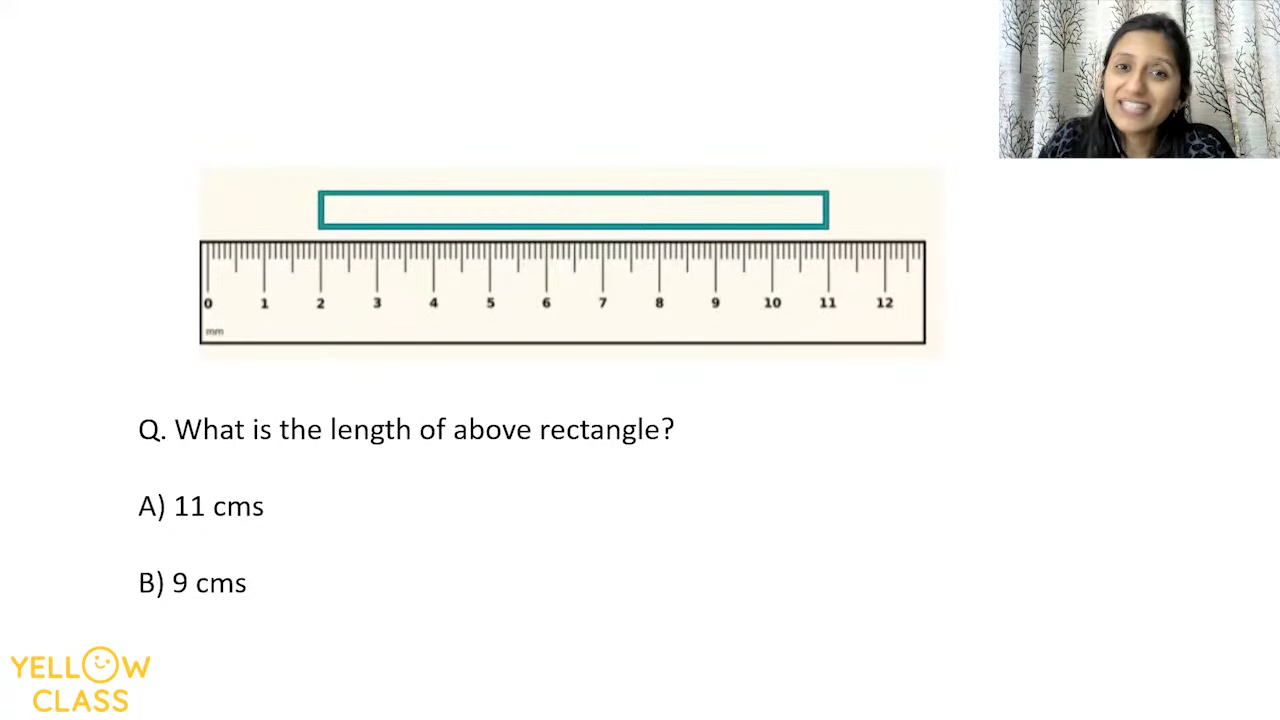 0 1 2 3 4 5 6 7 8 9 10 11 12
mm
Q. What is the length of above rectangle?
A) 11 cms
B) 9 cms
YELLOW
CLASS